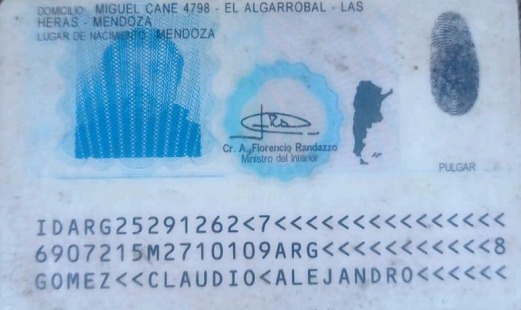 DOMICILIO: MIGUEL CANE 4798 - EL ALGARROBAL - LAS
HERAS - MENDOZA
LUGAR DE NACIMIENTO: MENDOZA
Cr. A. Florencio Randazzo
Ministro del Interior
PULGAR
IDARG25291262<7<<<<<<<<<<<<<<<
6907215M2710109ARG<<<<<<<<<<<8
GOMEZ<<CLAUDIO<ALEJANDRO<<<<<<